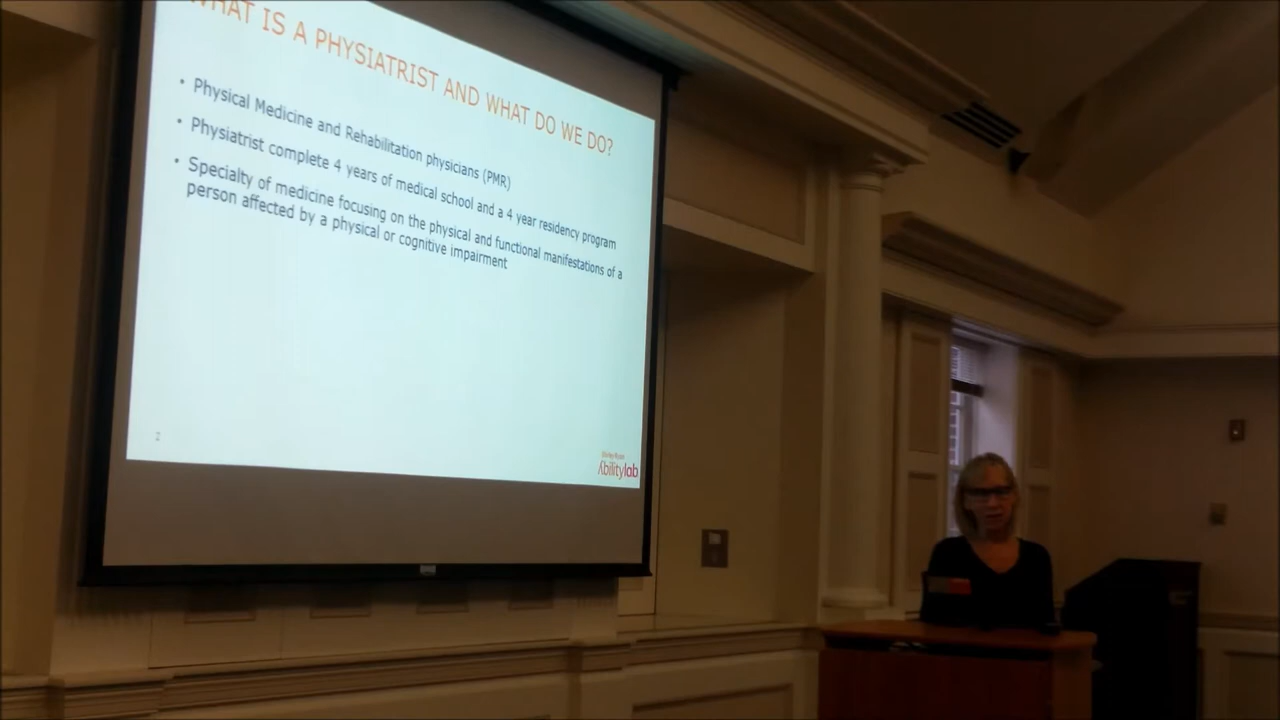 WHAT IS A PHYSIATRIST AND WHAT DO WE DO?
• Physical Medicine and Rehabilitation physicians (PMR)
• Physiatrist complete 4 years of medical school and a 4 year residency program
• Specialty of medicine focusing on the physical and functional manifestations of a
person affected by a physical or cognitive impairment
2
Shirley Ryan
Abilitylab